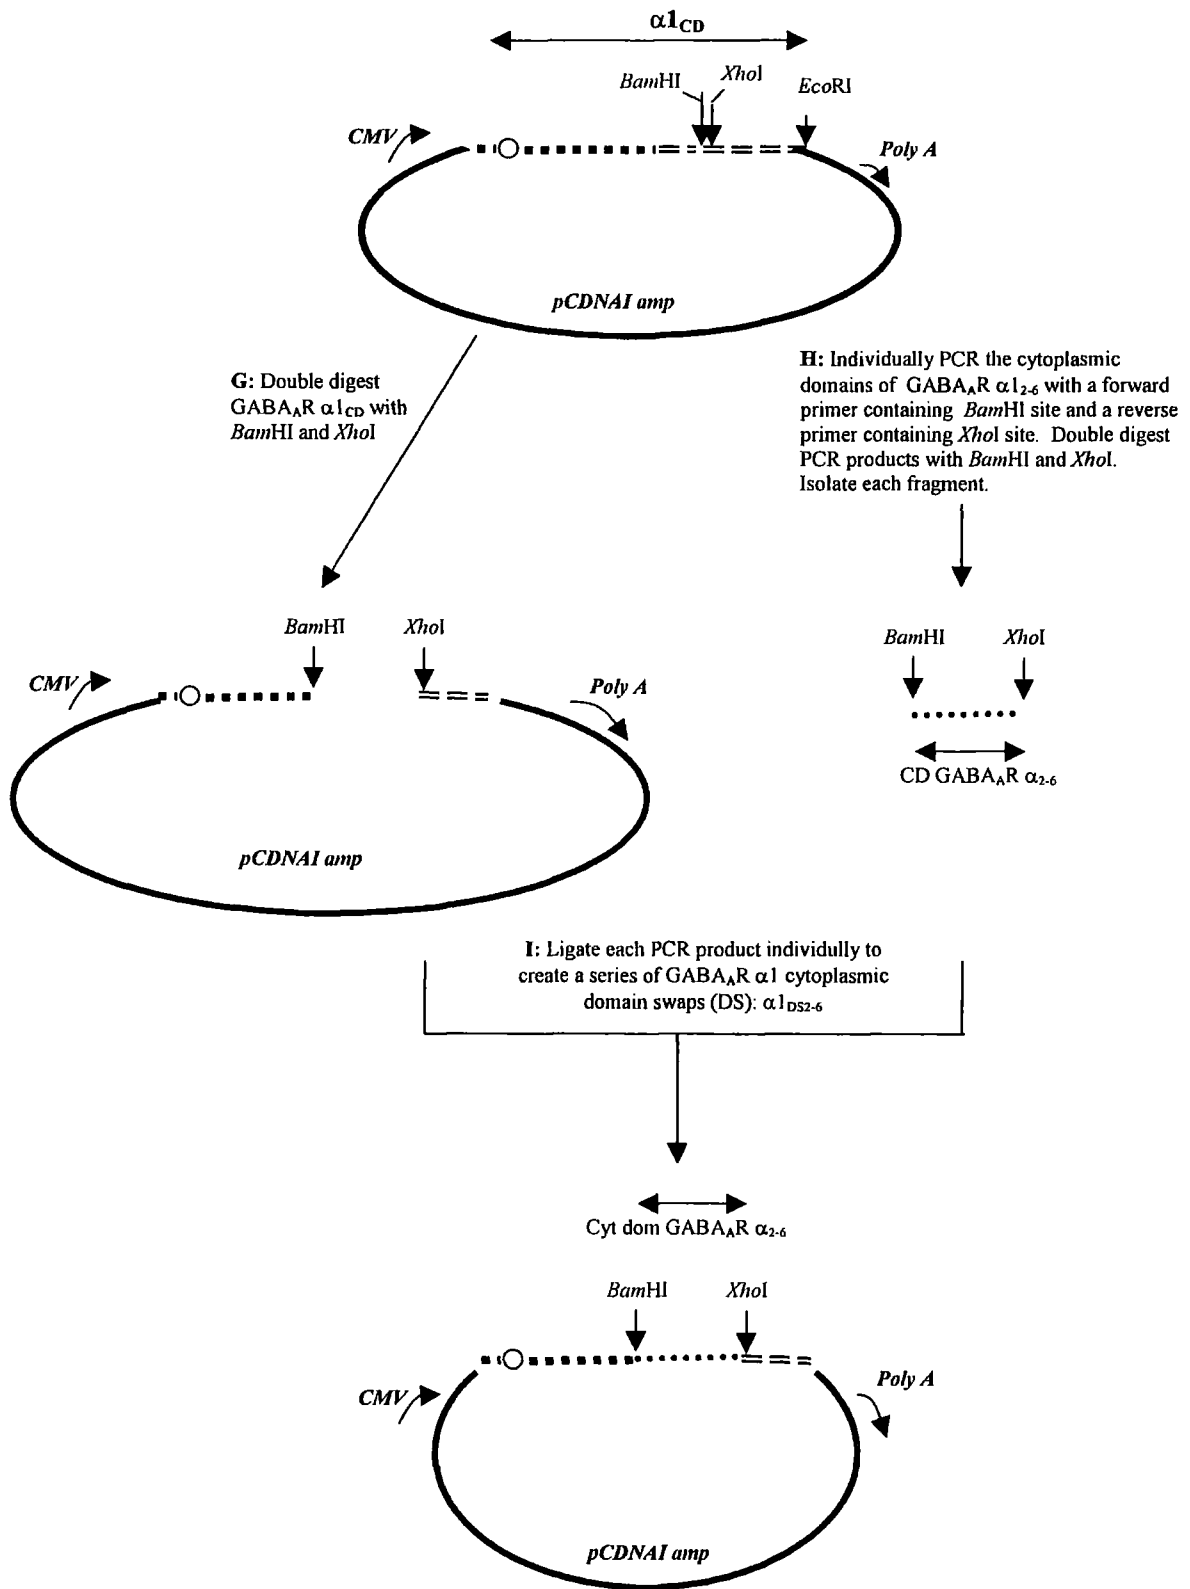 α1CD
BamHI
XhoI
EcoRI
CMV
Poly A
pCDNAI amp
G: Double digest
GABAAR α1CD with
BamHI and XhoI
H: Individually PCR the cytoplasmic
domains of GABAAR α12-6 with a forward
primer containing BamHI site and a reverse
primer containing XhoI site. Double digest
PCR products with BamHI and XhoI.
Isolate each fragment.
BamHI
XhoI
CMV
Poly A
pCDNAI amp
BamHI
XhoI
CD GABAAR α2-6
I: Ligate each PCR product individully to
create a series of GABAAR α1 cytoplasmic
domain swaps (DS): α1DS2-6
Cyt dom GABAAR α2-6
BamHI
XhoI
CMV
Poly A
pCDNAI amp